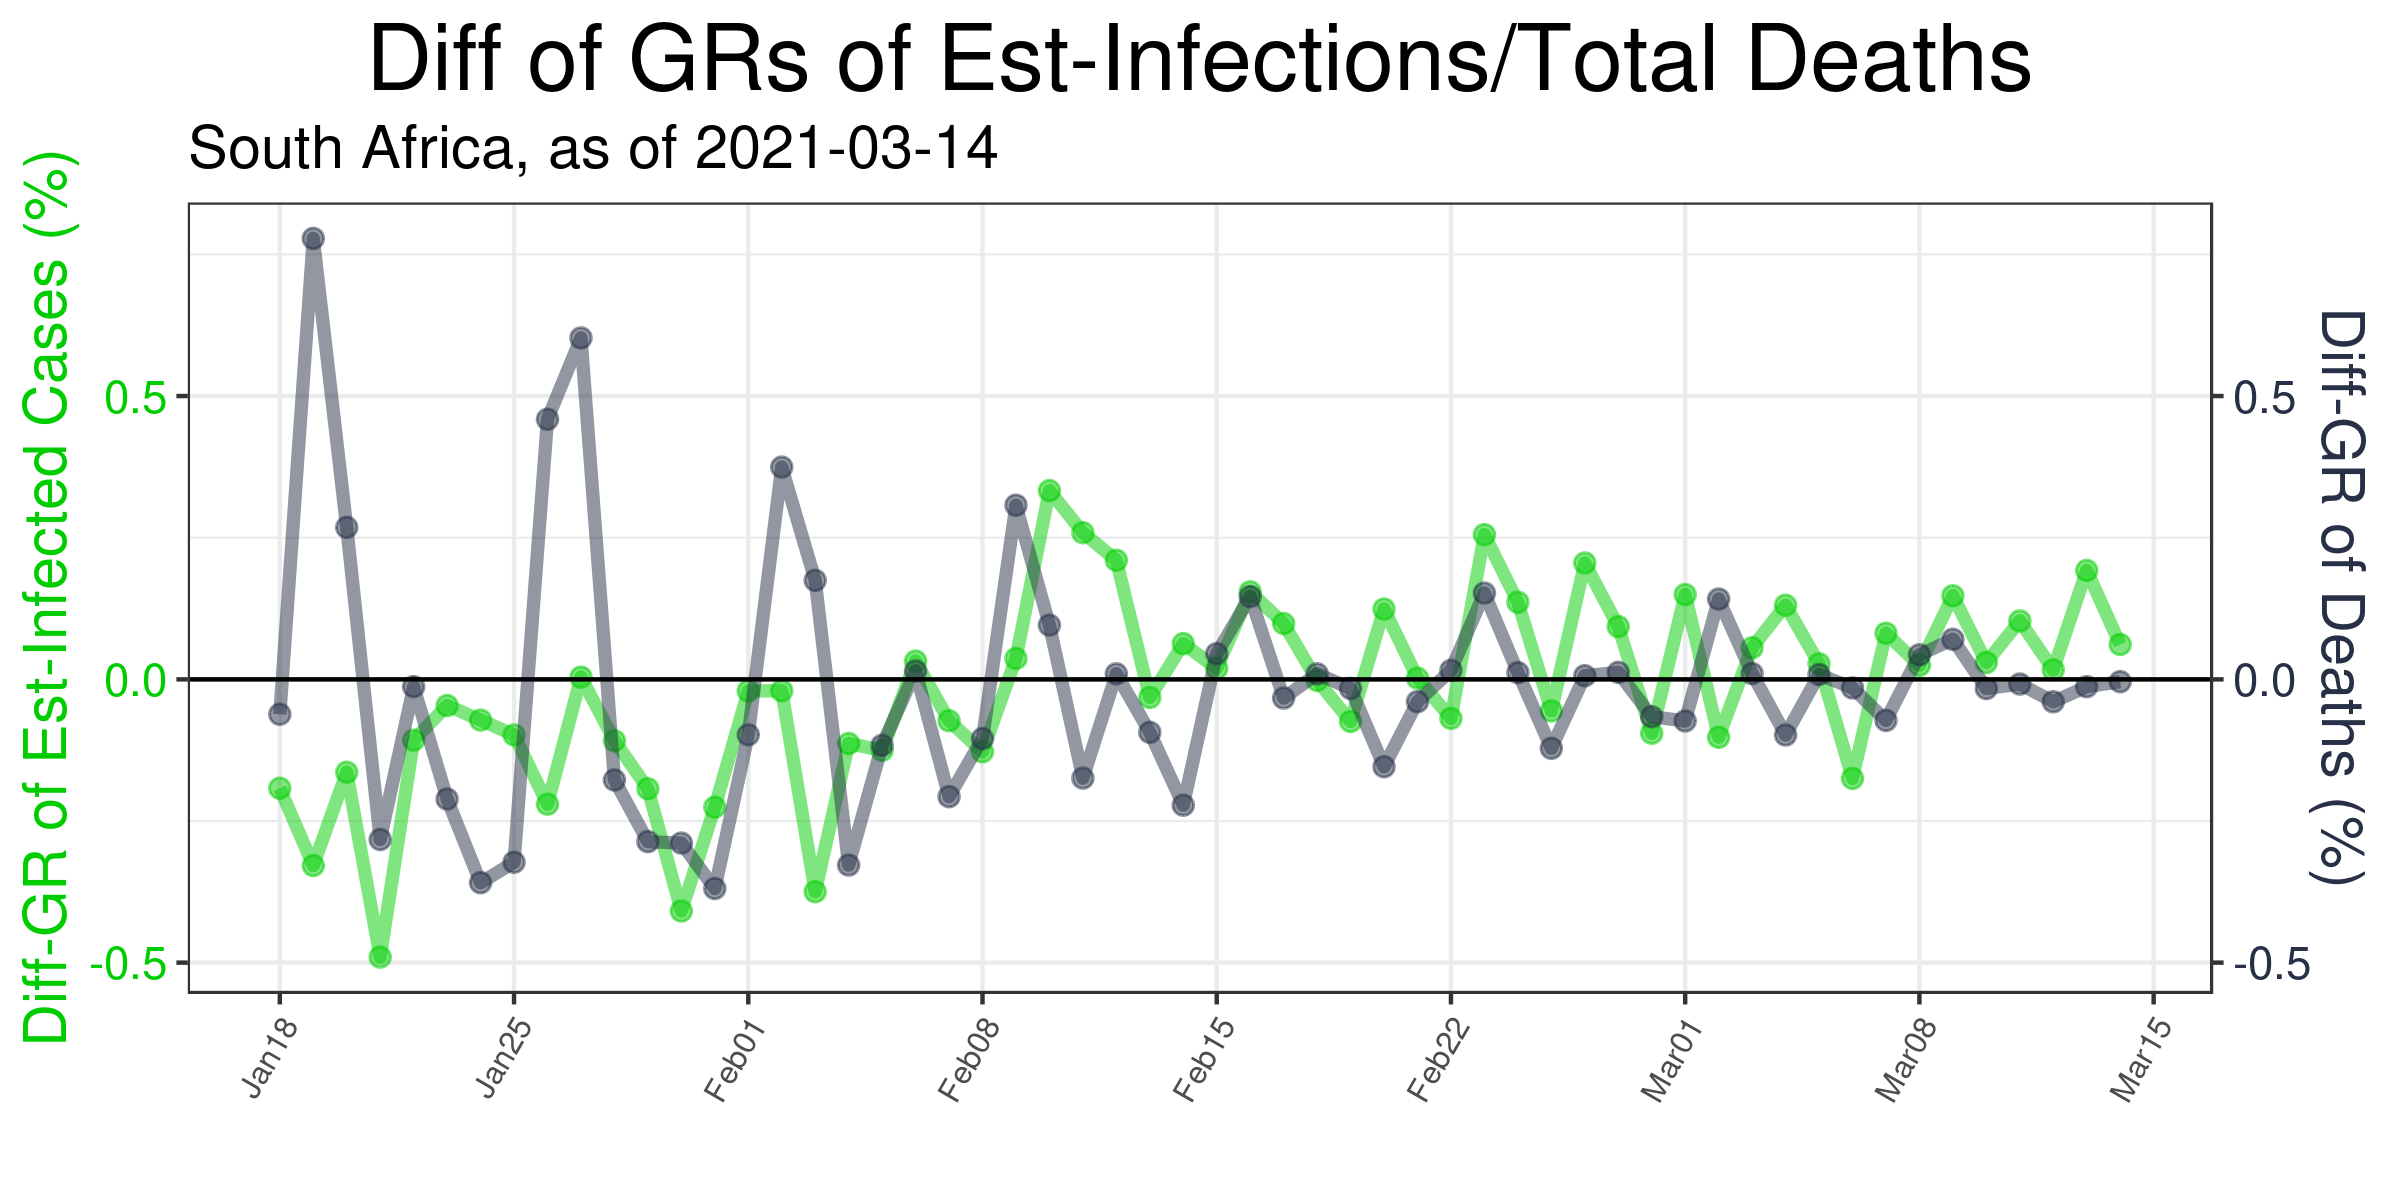 Diff of GRs of Est-Infections/Total Deaths
South Africa, as of 2021-03-14
Diff-GR of Est-Infected Cases (%)
0.5
0.0
-0.5
0.5
0.0
-0.5
Diff-GR of Deaths (%)
Jan18
Jan25
Feb01
Feb08
Feb15
Feb22
Mar01
Mar08
Mar15